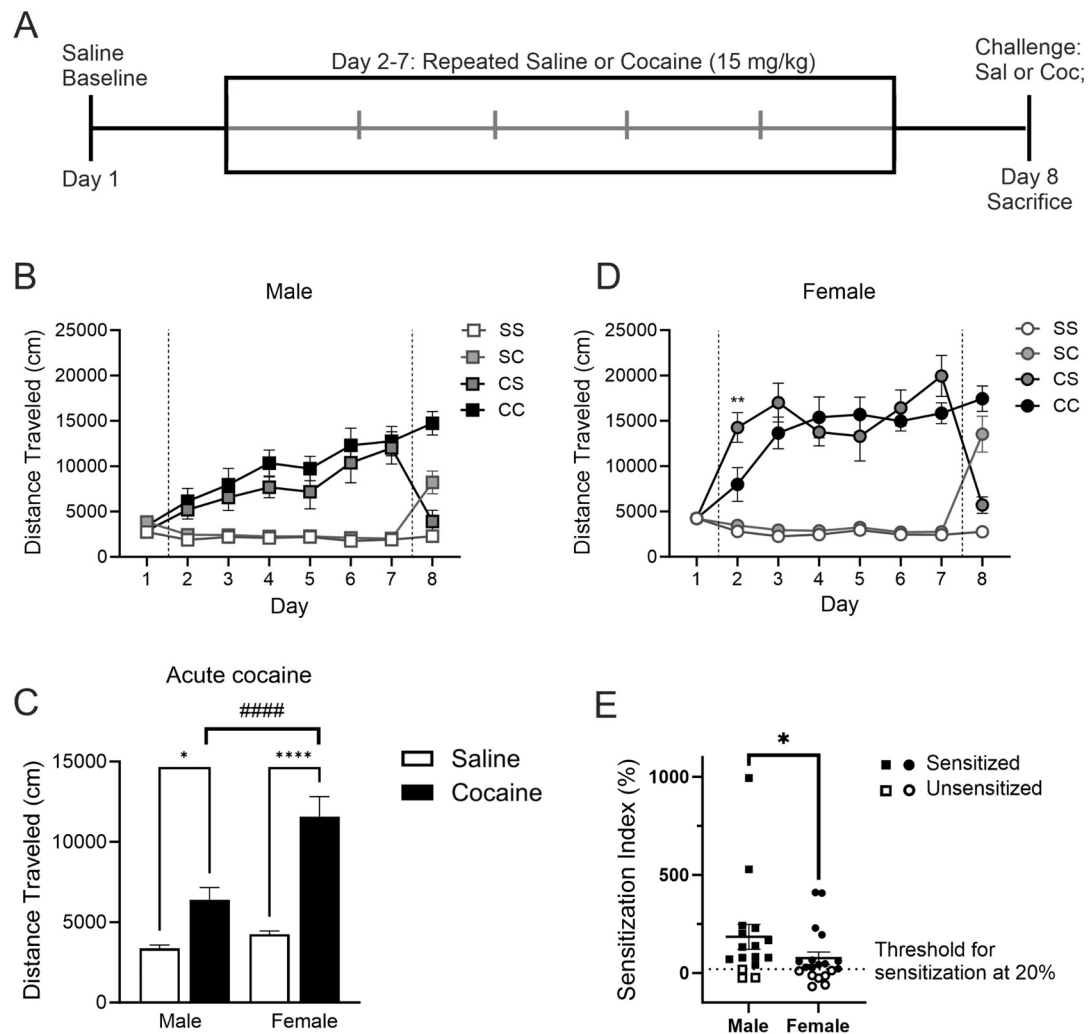 A
Saline
Baseline
Day 2-7: Repeated Saline or Cocaine (15 mg/kg)
Challenge:
Sal or Coc;
Day 1
Day 8
Sacrifice
B
Male
Distance Traveled (cm)
25000
20000
15000
10000
5000
0
1 2 3 4 5 6 7 8
Day
SS
SC
CS
CC
D
Female
Distance Traveled (cm)
25000
20000
15000
10000
5000
0
**
1 2 3 4 5 6 7 8
Day
SS
SC
CS
CC
C
Acute cocaine
####
* ****
Distance Traveled (cm)
15000
10000
5000
0
Male Female
Saline
Cocaine
E
*
Sensitization Index (%)
1000
500
0
Male Female
Sensitized
Unsensitized
Threshold for
sensitization at 20%